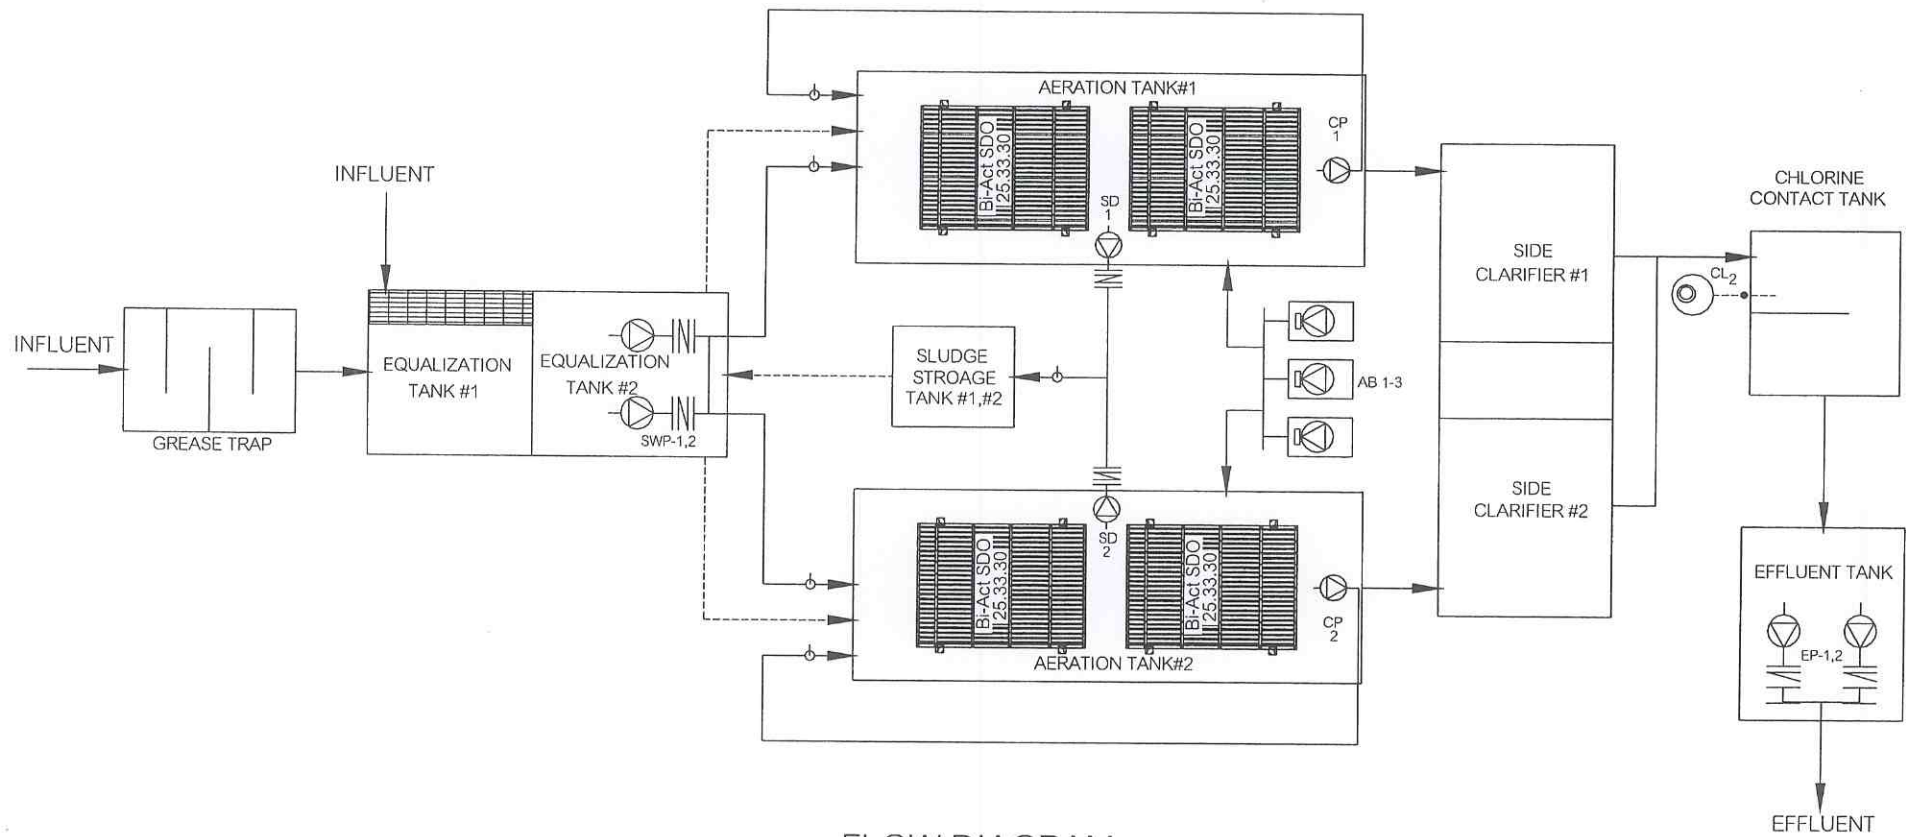 AERATION TANK#1
Bi-Act SDO
25.33.30
Bi-Act SDO
25.33.30
CP
1
SD
1
INFLUENT
INFLUENT
GREASE TRAP
EQUALIZATION
TANK #1
EQUALIZATION
TANK #2
SWP-1,2
SLUDGE
STROAGE
TANK #1,#2
AB 1-3
SIDE
CLARIFIER #1
SIDE
CLARIFIER #2
CHLORINE
CONTACT TANK
CL2
SD
2
Bi-Act SDO
25.33.30
Bi-Act SDO
25.33.30
CP
2
AERATION TANK#2
EFFLUENT TANK
EP-1,2
EFFLUENT
FLOW DIAGRAM